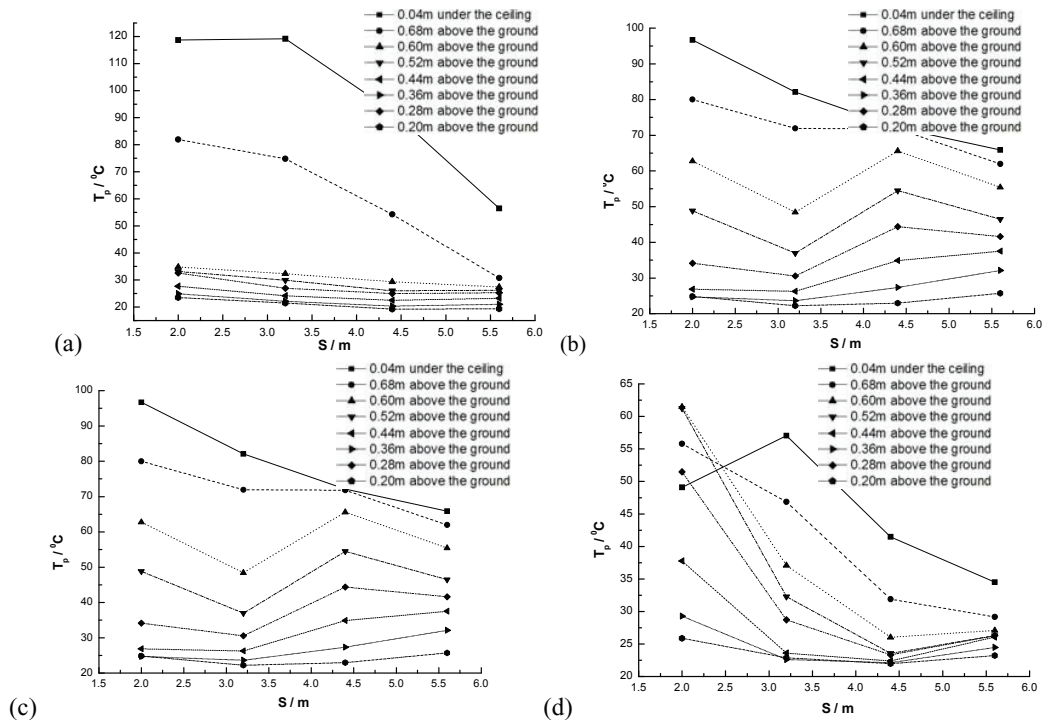 0.04m under the ceiling
0.68m above the ground
0.60m above the ground
0.52m above the ground
0.44m above the ground
0.36m above the ground
0.28m above the ground
0.20m above the ground
120
110
100
90
80
70
60
50
40
30
20
Tp / ⁰C
1.5 2.0 2.5 3.0 3.5 4.0 4.5 5.0 5.5 6.0
S / m
(a)
0.04m under the ceiling
0.68m above the ground
0.60m above the ground
0.52m above the ground
0.44m above the ground
0.36m above the ground
0.28m above the ground
0.20m above the ground
100
90
80
70
60
50
40
30
20
Tp / ⁰C
1.5 2.0 2.5 3.0 3.5 4.0 4.5 5.0 5.5 6.0
S / m
(b)
0.04m under the ceiling
0.68m above the ground
0.60m above the ground
0.52m above the ground
0.44m above the ground
0.36m above the ground
0.28m above the ground
0.20m above the ground
100
90
80
70
60
50
40
30
20
Tp / ⁰C
1.5 2.0 2.5 3.0 3.5 4.0 4.5 5.0 5.5 6.0
S / m
(c)
0.04m under the ceiling
0.68m above the ground
0.60m above the ground
0.52m above the ground
0.44m above the ground
0.36m above the ground
0.28m above the ground
0.20m above the ground
65
60
55
50
45
40
35
30
25
20
Tp / ⁰C
1.5 2.0 2.5 3.0 3.5 4.0 4.5 5.0 5.5 6.0
S / m
(d)